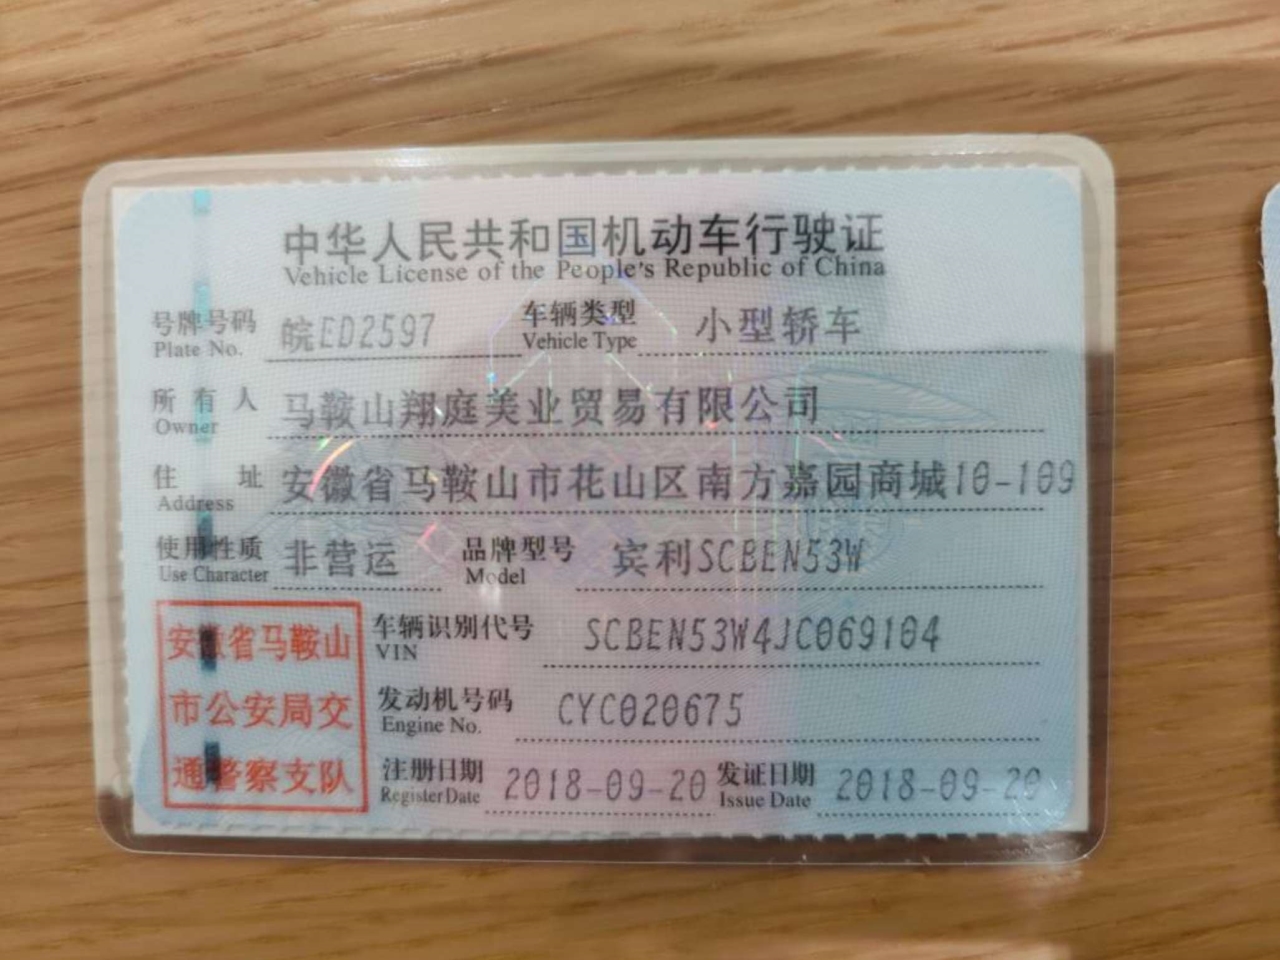 中华人民共和国机动车行驶证
Vehicle License of the People's Republic of China
号牌号码 皖ED2597 车辆类型 小型轿车
Plate No. Vehicle Type
所有人 马鞍山翔庭美业贸易有限公司
Owner
住址 安徽省马鞍山市花山区南方嘉园商城10-109
Address
使用性质 非营运 品牌型号 宾利SCBEN53W
Use Character Model
车辆识别代号 SCBEN53W4JC069104
VIN
发动机号码 CYC020675
Engine No.
注册日期 2018-09-20 发证日期 2018-09-20
Register Date Issue Date
安徽省马鞍山
市公安局交
通警察支队